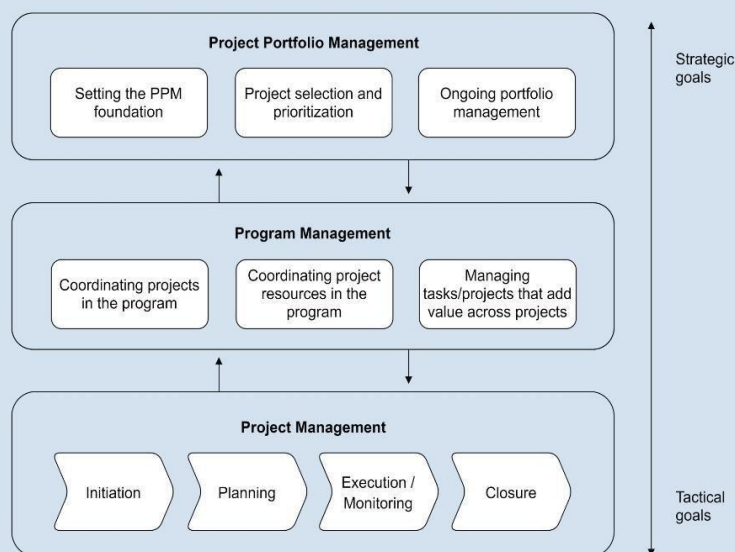 Project Portfolio Management
Strategic
goals
Setting the PPM
foundation
Project selection and
prioritization
Ongoing portfolio
management
Program Management
Coordinating projects
in the program
Coordinating project
resources in the
program
Managing
tasks/projects that add
value across projects
Project Management
Initiation
Planning
Execution /
Monitoring
Closure
Tactical
goals